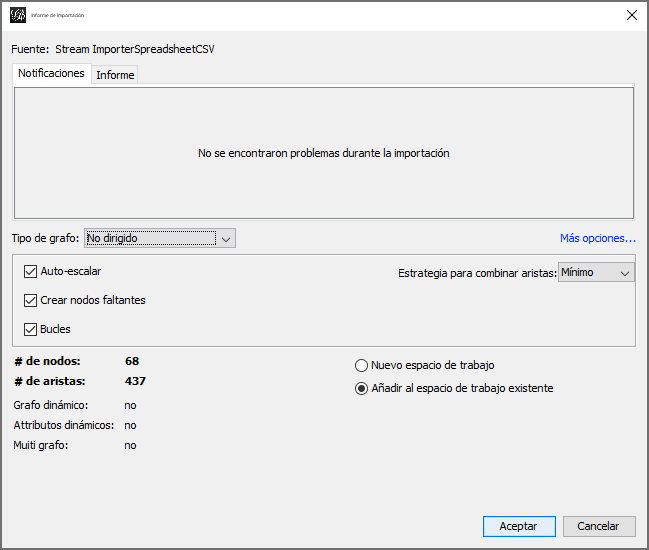 Informe de importación
Fuente: Stream ImporterSpreadsheetCSV
Notificaciones Informe
No se encontraron problemas durante la importación
Tipo de grafo: No dirigido Más opciones...
Auto-escalar
Estrategia para combinar aristas: Mínimo
Crear nodos faltantes
Bucles
# de nodos: 68
Nuevo espacio de trabajo
# de aristas: 437
Añadir al espacio de trabajo existente
Grafo dinámico: no
Atributos dinámicos: no
Muiti grafo: no
Aceptar Cancelar